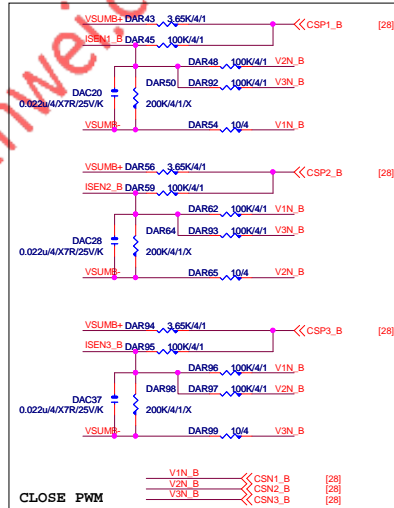 VSUMB+ DAR43 3.65K/4/1 CSP1_B [28]
ISEN1_B DAR45 100K/4/1
DAR48 100K/4/1 V2N_B
DAR50 DAR92 100K/4/1 V3N_B
DAC20
0.022u/4/X7R/25V/K 200K/4/1/X
VSUMB- DAR54 10/4 V1N_B
VSUMB+ DAR56 3.65K/4/1 CSP2_B [28]
ISEN2_B DAR59 100K/4/1
DAR62 100K/4/1 V1N_B
DAR64 DAR93 100K/4/1 V3N_B
DAC28
0.022u/4/X7R/25V/K 200K/4/1/X
VSUMB- DAR65 10/4 V2N_B
VSUMB+ DAR94 3.65K/4/1 CSP3_B [28]
ISEN3_B DAR95 100K/4/1
DAR96 100K/4/1 V1N_B
DAR98 DAR97 100K/4/1 V2N_B
DAC37
0.022u/4/X7R/25V/K 200K/4/1/X
VSUMB- DAR99 10/4 V3N_B
V1N_B CSN1_B [28]
V2N_B CSN2_B [28]
V3N_B CSN3_B [28]
CLOSE PWM